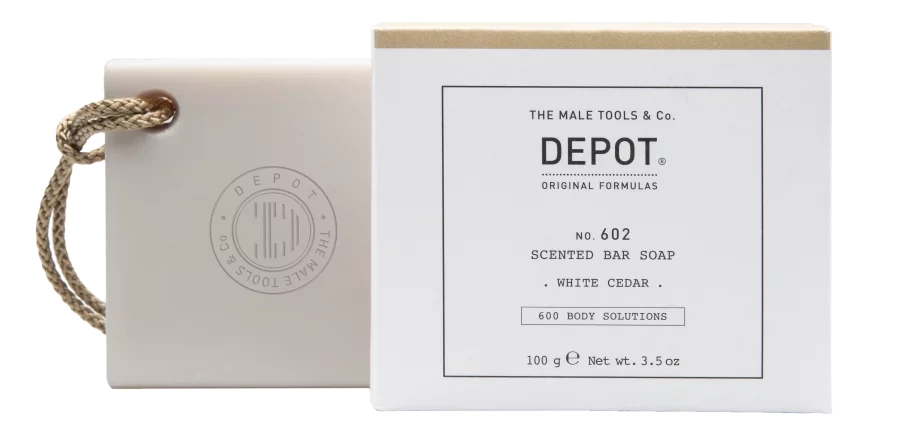 DEPOT
THE MALE TOOLS & Co
THE MALE TOOLS & Co.
DEPOT®
ORIGINAL FORMULAS
NO. 602
SCENTED BAR SOAP
. WHITE CEDAR .
600 BODY SOLUTIONS
100 g ℮ Net wt. 3.5 oz